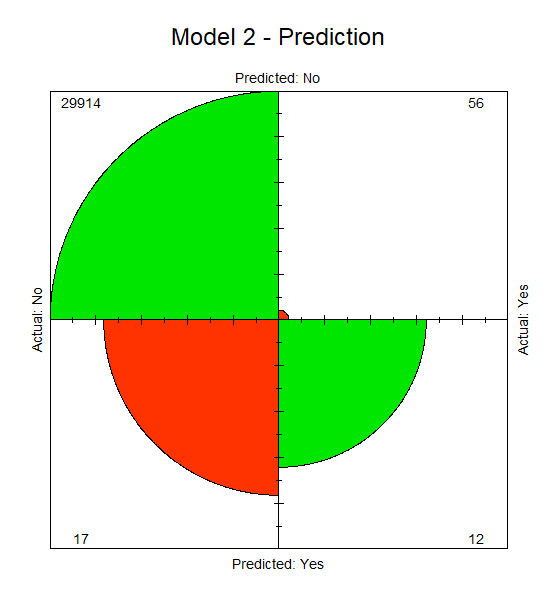 Model 2 - Prediction
Predicted: No
29914
56
Actual: No
Actual: Yes
17
12
Predicted: Yes